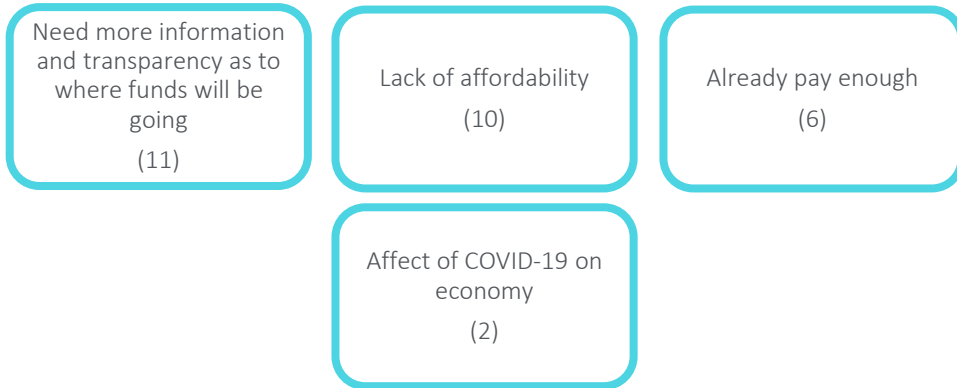 Need more information
and transparency as to
where funds will be
going
(11)
Lack of affordability
(10)
Already pay enough
(6)
Affect of COVID-19 on
economy
(2)